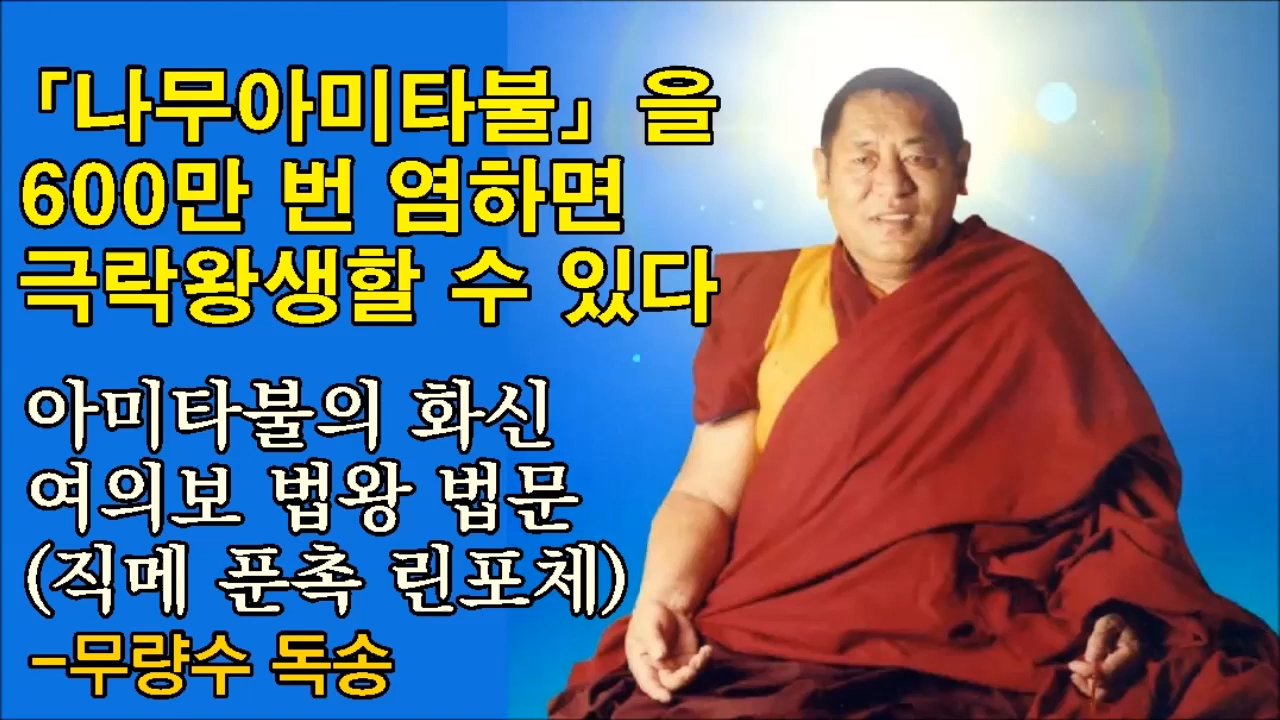 「나무아미타불」을
600만 번 염하면
극락왕생할 수 있다
아미타불의 화신
여의보 법왕 법문
(직메 푼촉 린포체)
-무량수 독송